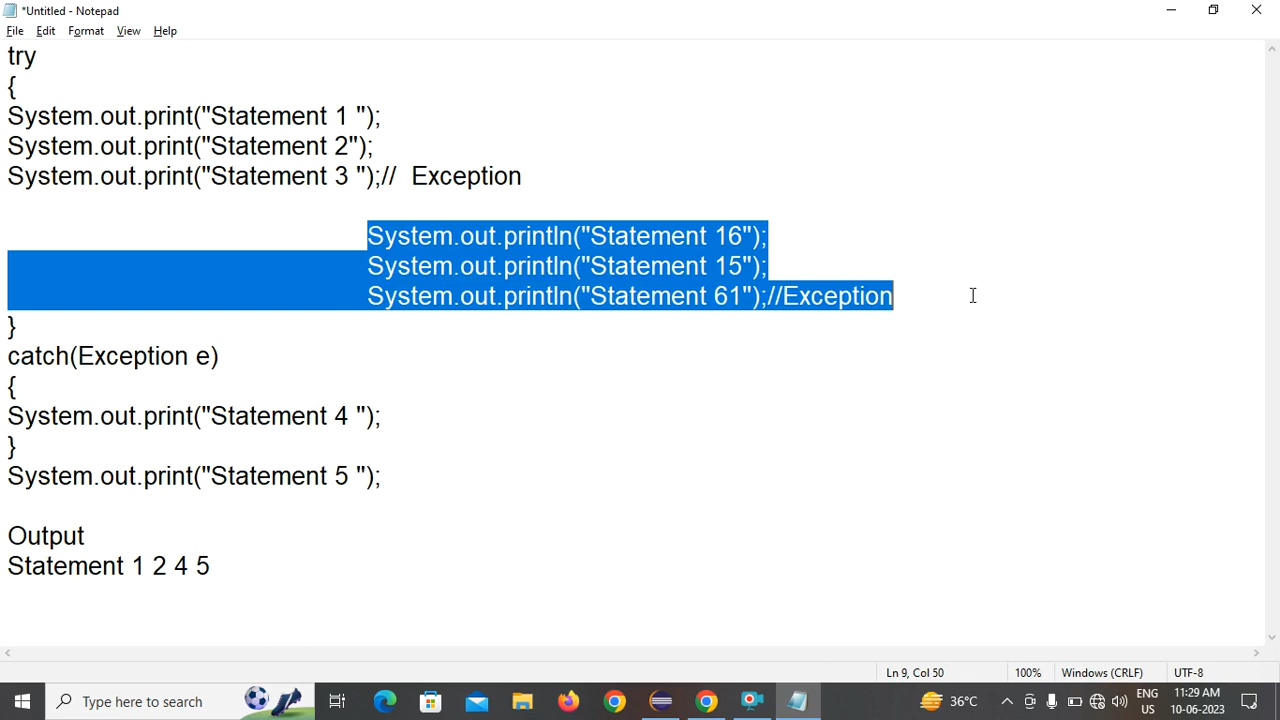 *Untitled - Notepad
File Edit Format View Help
try
{
System.out.print("Statement 1 ");
System.out.print("Statement 2");
System.out.print("Statement 3 ");//  Exception
System.out.println("Statement 16");
System.out.println("Statement 15");
System.out.println("Statement 61");//Exception
}
catch(Exception e)
{
System.out.print("Statement 4 ");
}
System.out.print("Statement 5 ");
Output
Statement 1 2 4 5
Ln 9, Col 50 100% Windows (CRLF) UTF-8
Type here to search 36°C ENG US 11:29 AM 10-06-2023